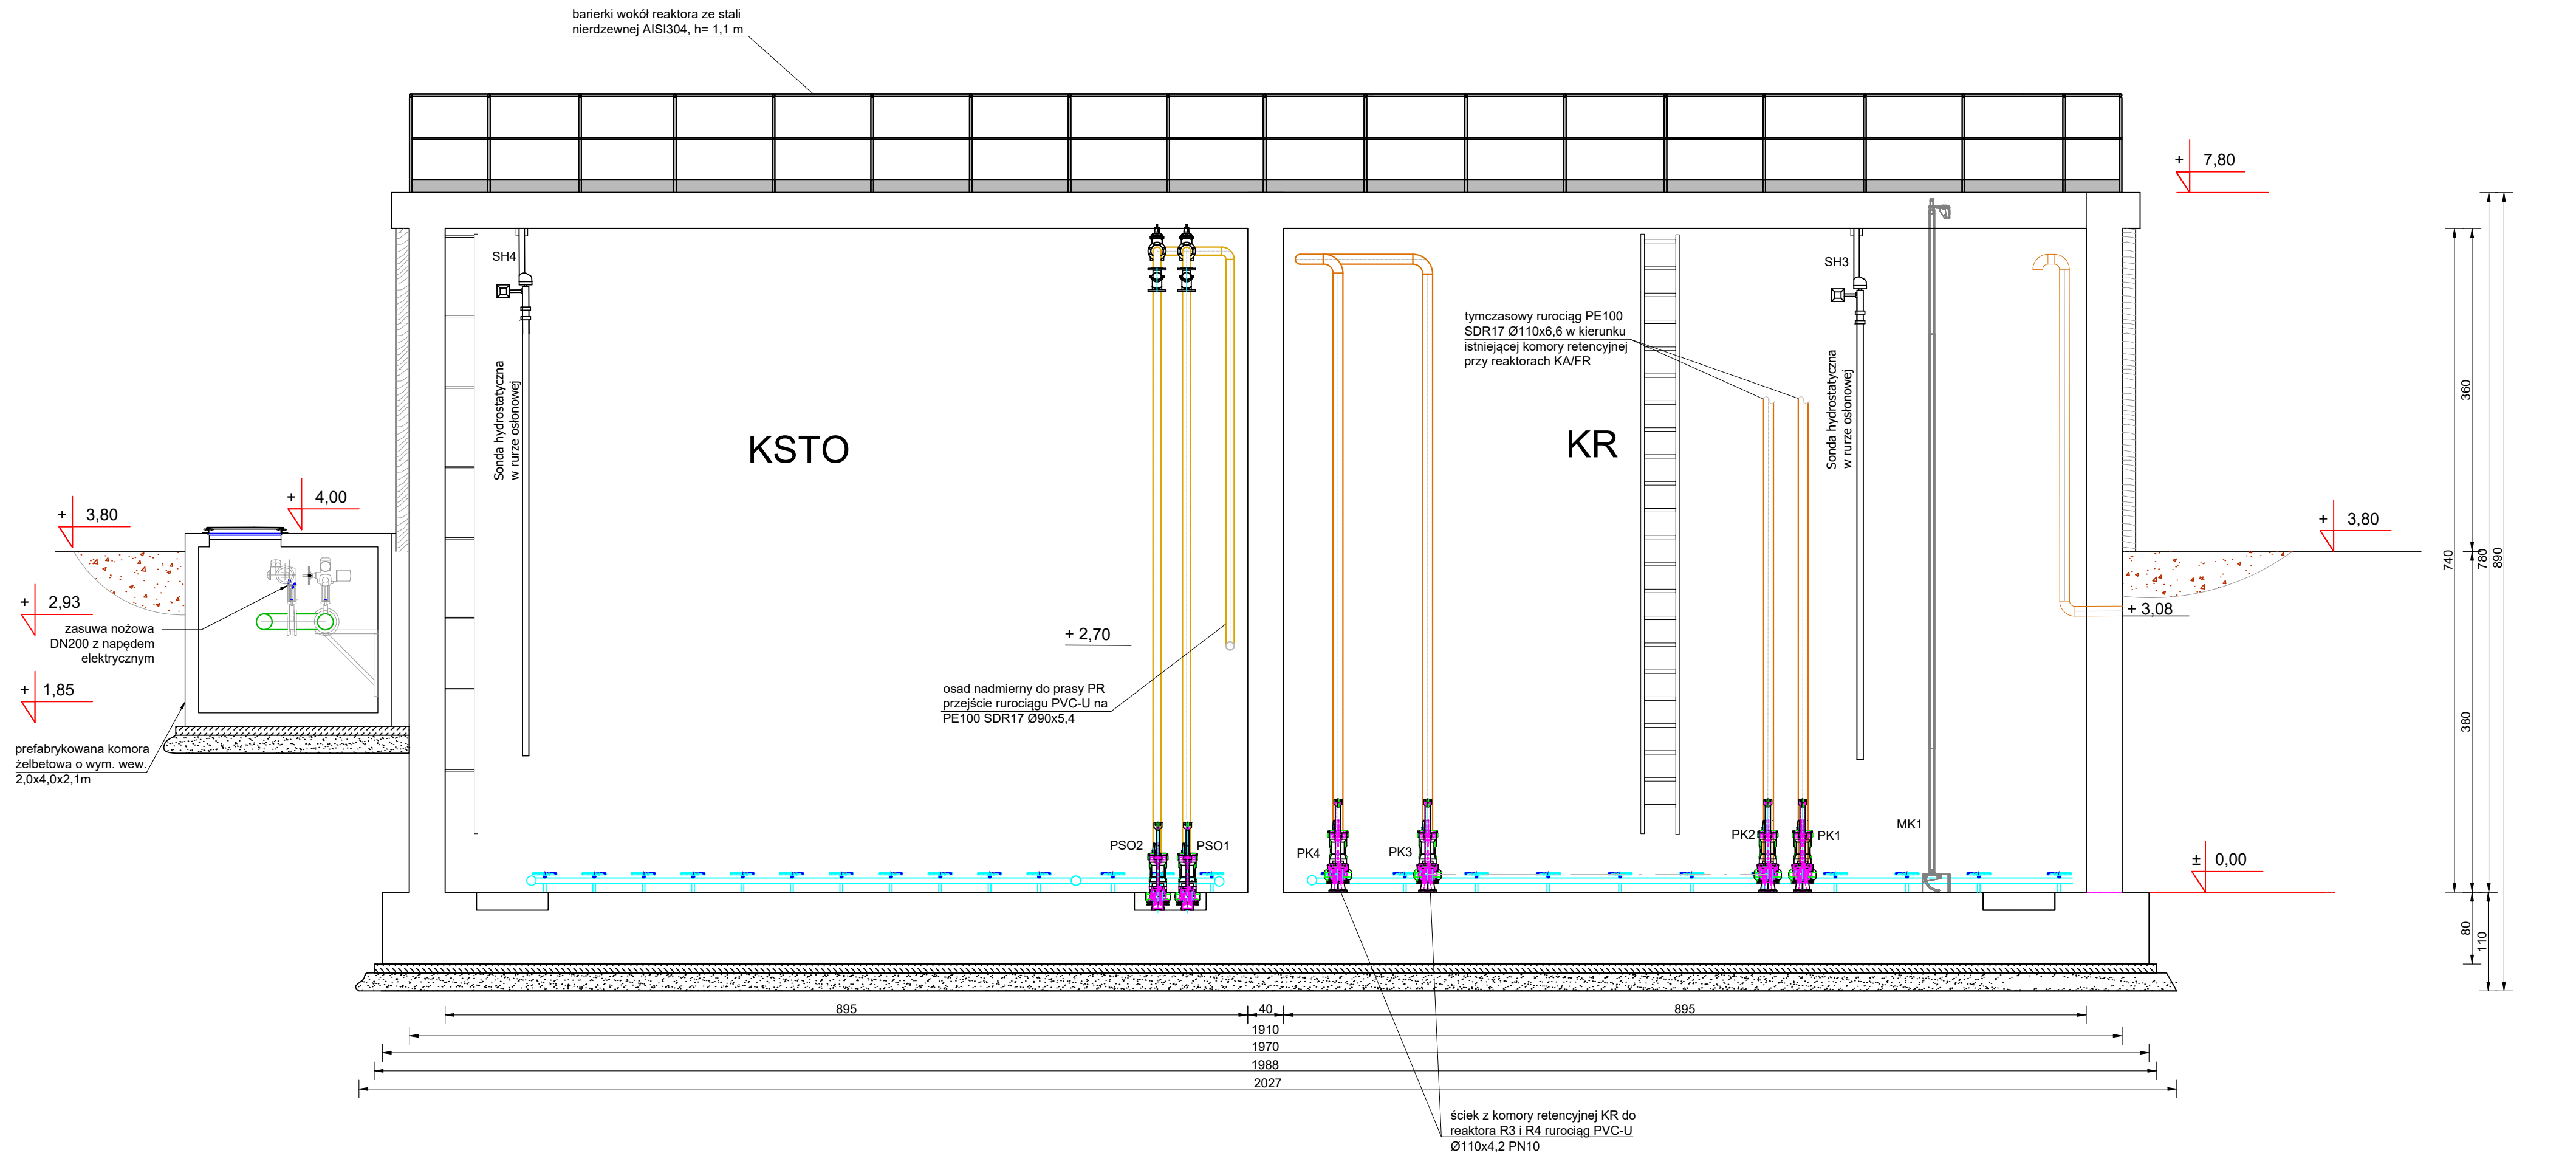 barierki wokół reaktora ze stali
nierdzewnej AISI304, h= 1,1 m
+ 7,80
SH4
SH3
Sonda hydrostatyczna
w rurze osłonowej
KSTO
tymczasowy rurociąg PE100
SDR17 Ø110x6,6 w kierunku
istniejącej komory retencyjnej
przy reaktorach KA/FR
KR
Sonda hydrostatyczna
w rurze osłonowej
360
+ 4,00
+ 3,80
+ 3,80
740
780
890
+ 2,93
+ 3,08
zasuwa nożowa
DN200 z napędem
elektrycznym
+ 2,70
+ 1,85
osad nadmierny do prasy PR
przejście rurociągu PVC-U na
PE100 SDR17 Ø90x5,4
380
prefabrykowana komora
żelbetowa o wym. wew.
2,0x4,0x2,1m
PSO2
PSO1
PK4
PK3
PK2
PK1
MK1
± 0,00
80
110
895
40
895
1910
1970
1988
2027
ściek z komory retencyjnej KR do
reaktora R3 i R4 rurociąg PVC-U
Ø110x4,2 PN10